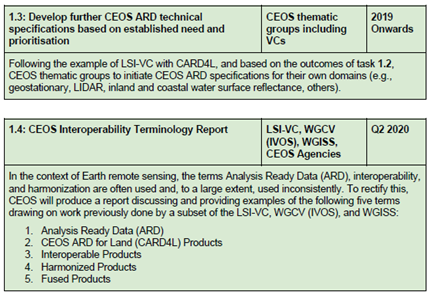 1.3: Develop further CEOS ARD technical
specifications based on established need and
prioritisation
CEOS thematic
groups including
VCs
2019
Onwards
Following the example of LSI-VC with CARD4L, and based on the outcomes of task 1.2,
CEOS thematic groups to initiate CEOS ARD specifications for their own domains (e.g.,
geostationary, LIDAR, inland and coastal water surface reflectance, others).
1.4: CEOS Interoperability Terminology Report
LSI-VC, WGCV
(IVOS), WGISS,
CEOS Agencies
Q2 2020
In the context of Earth remote sensing, the terms Analysis Ready Data (ARD), interoperability,
and harmonization are often used and, to a large extent, used inconsistently. To rectify this,
CEOS will produce a report discussing and providing examples of the following five terms
drawing on work previously done by a subset of the LSI-VC, WGCV (IVOS), and WGISS:
1. Analysis Ready Data (ARD)
2. CEOS ARD for Land (CARD4L) Products
3. Interoperable Products
4. Harmonized Products
5. Fused Products